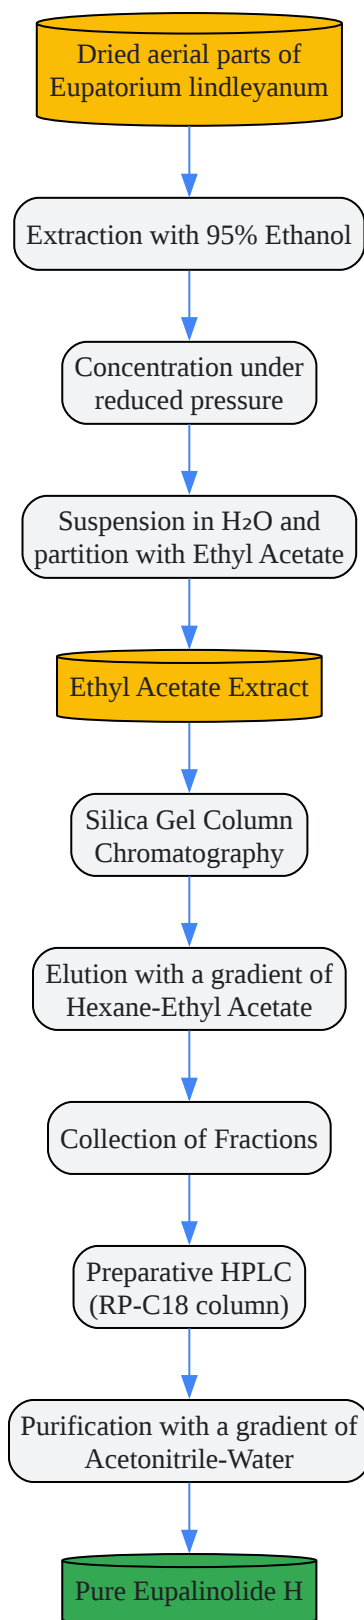 Dried aerial parts of
Eupatorium lindleyanum
Extraction with 95% Ethanol
Concentration under
reduced pressure
Suspension in H₂O and
partition with Ethyl Acetate
Ethyl Acetate Extract
Silica Gel Column
Chromatography
Elution with a gradient of
Hexane-Ethyl Acetate
Collection of Fractions
Preparative HPLC
(RP-C18 column)
Purification with a gradient of
Acetonitrile-Water
Pure Eupalinolide H